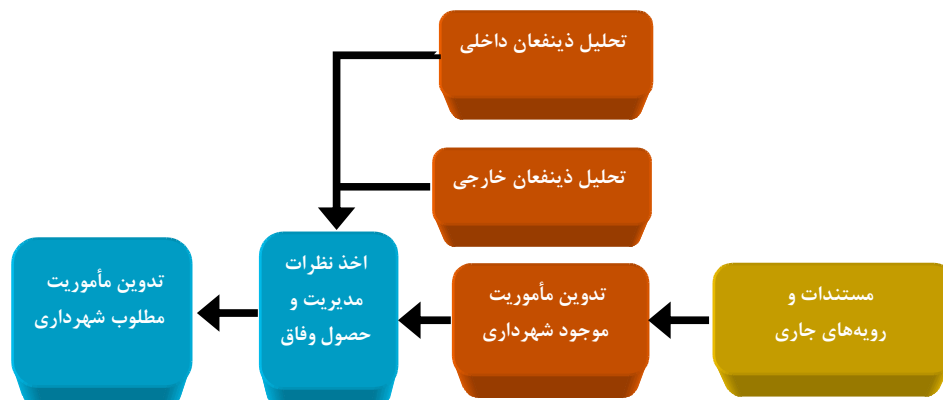 تحلیل ذینفعان داخلی
تحلیل ذینفعان خارجی
مستندات و
رویه‌های جاری
تدوین مأموریت
موجود شهرداری
اخذ نظرات
مدیریت و
حصول وفاق
تدوین مأموریت
مطلوب شهرداری